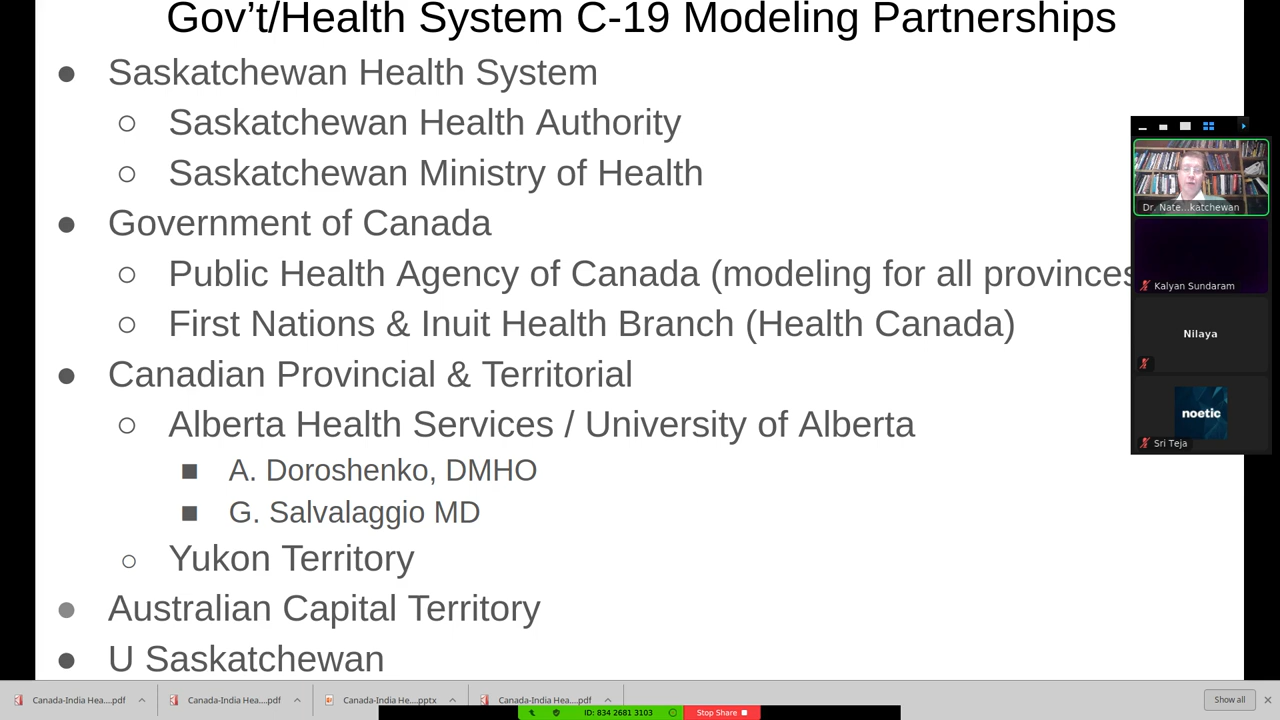 Gov’t/Health System C-19 Modeling Partnerships
● Saskatchewan Health System
○ Saskatchewan Health Authority
○ Saskatchewan Ministry of Health
● Government of Canada
○ Public Health Agency of Canada (modeling for all provinces
○ First Nations & Inuit Health Branch (Health Canada)
● Canadian Provincial & Territorial
○ Alberta Health Services / University of Alberta
■ A. Doroshenko, DMHO
■ G. Salvalaggio MD
○ Yukon Territory
● Australian Capital Territory
● U Saskatchewan
Dr. Nate...katchewan
Kalyan Sundaram
Nilaya
noetic
Sri Teja
Canada-India Hea....pdf
Canada-India Hea....pdf
Canada-India He....pptx
Canada-India Hea....pdf
Show all
ID: 834 2681 3103
Stop Share